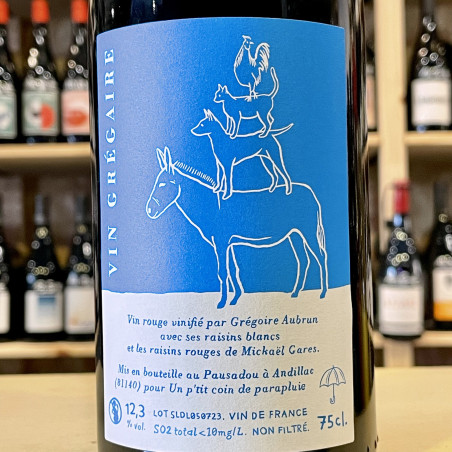 VIN GRÉGAIRE
Vin rouge vinifié par Grégoire Aubrun
avec ses raisins blancs
et les raisins rouges de Mickaël Gares.
Mis en bouteille au Pausadou à Andillac
(81140) pour Un p'tit coin de parapluie
12,3
% vol.
LOT SLDL050723. VIN DE FRANCE
SO2 total<10mg/L. NON FILTRÉ.
75cl.